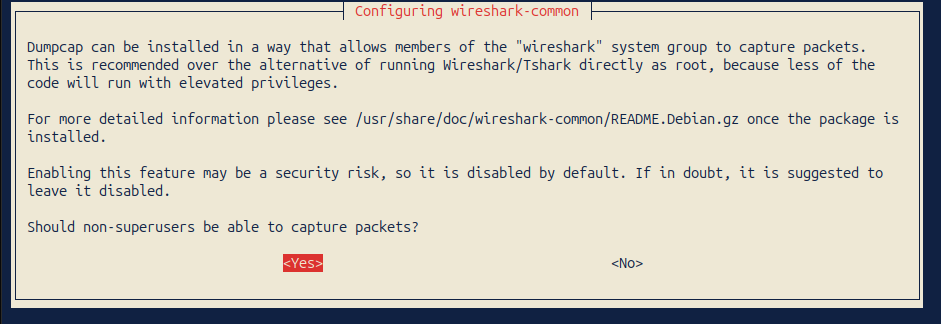 Configuring wireshark-common
Dumpcap can be installed in a way that allows members of the "wireshark" system group to capture packets.
This is recommended over the alternative of running Wireshark/Tshark directly as root, because less of the
code will run with elevated privileges.
For more detailed information please see /usr/share/doc/wireshark-common/README.Debian.gz once the package is
installed.
Enabling this feature may be a security risk, so it is disabled by default. If in doubt, it is suggested to
leave it disabled.
Should non-superusers be able to capture packets?
<Yes> <No>